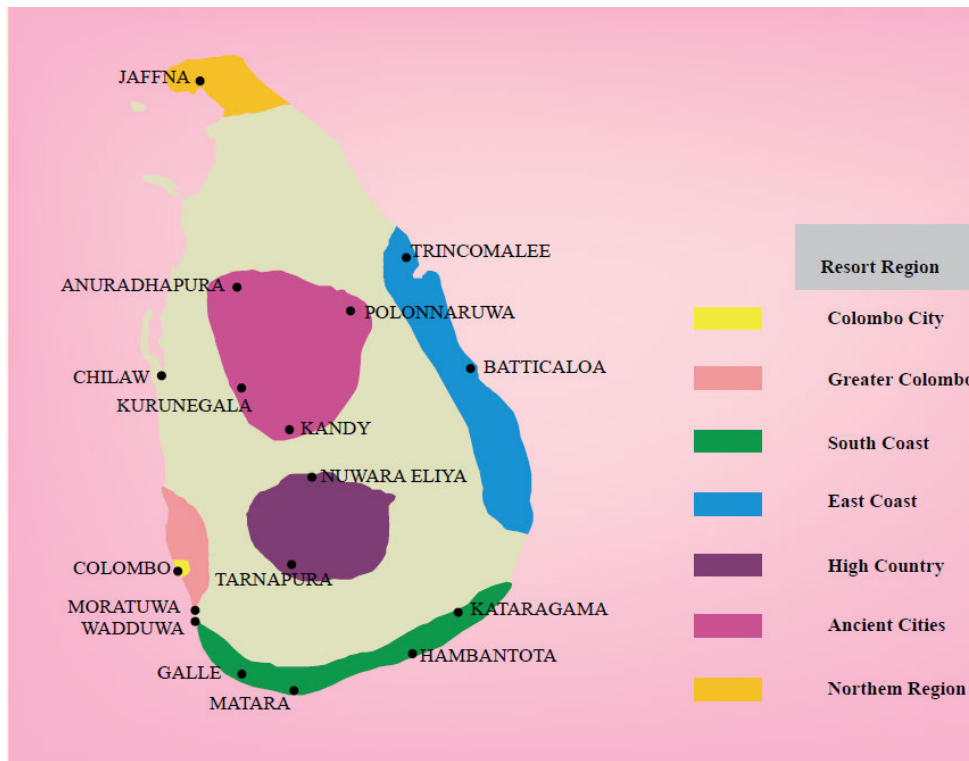 JAFFNA
TRINCOMALEE
ANURADHAPURA
POLONNARUWA
BATTICALOA
CHILAW
KURUNEGALA
KANDY
NUWARA ELIYA
COLOMBO
TARNAPURA
MORATUWA
KATARAGAMA
WADDUWA
HAMBANTOTA
GALLE
MATARA
Resort Region
Colombo City
Greater Colombo
South Coast
East Coast
High Country
Ancient Cities
Northem Region